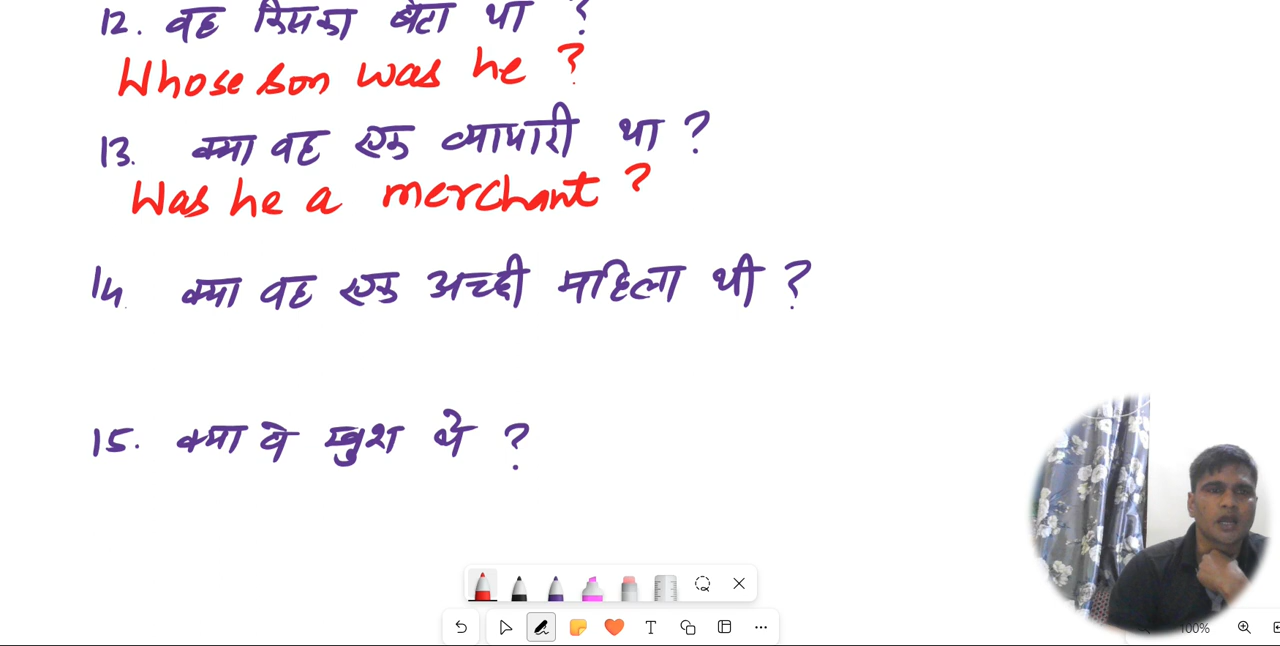 12. वह किसका बेटा था ?
Whose son was he ?
13. क्या वह एक व्यापारी था ?
Was he a merchant ?
14. क्या वह एक अच्छी महिला थी ?
15. क्या वे खुश थे ?
T
100%